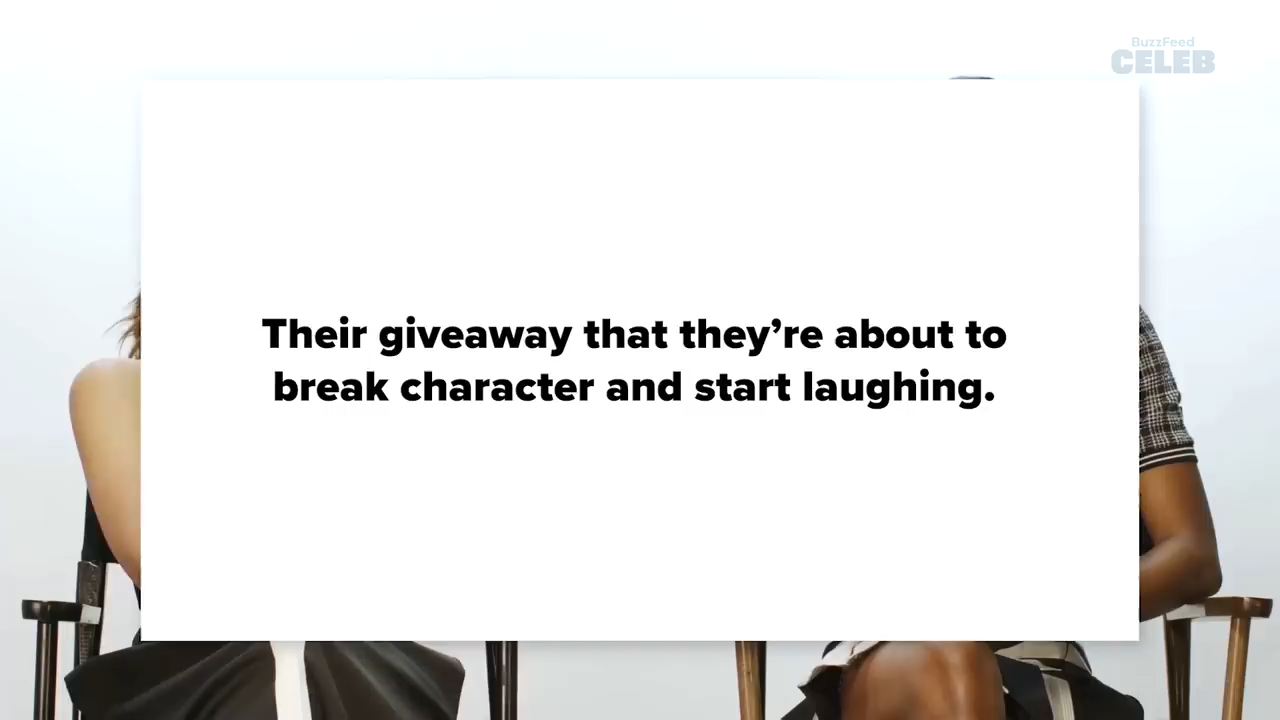 BuzzFeed
CELEB
Their giveaway that they’re about to
break character and start laughing.